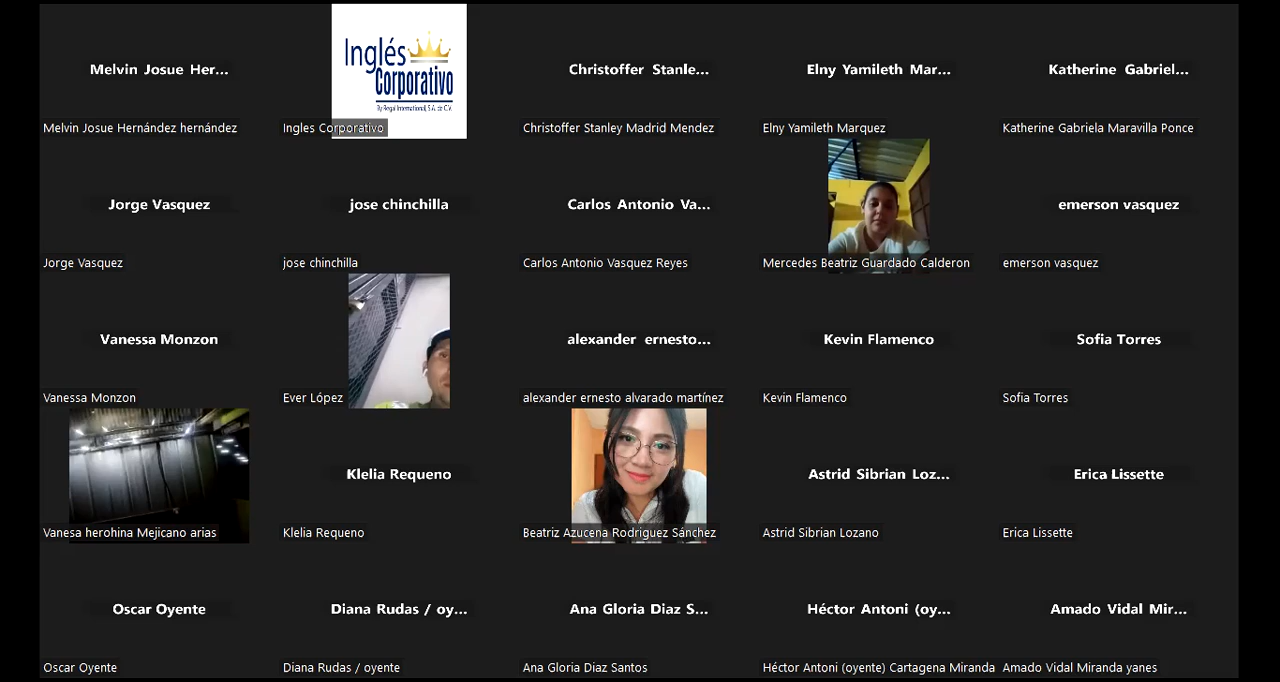 Melvin Josue Her...
Melvin Josue Hernández hernández
Inglés
Corporativo
By Regal International, S.A. de C.V.
Ingles Corporativo
Christoffer Stanle...
Christoffer Stanley Madrid Mendez
Elny Yamileth Mar...
Elny Yamileth Marquez
Katherine Gabriel...
Katherine Gabriela Maravilla Ponce
Jorge Vasquez
Jorge Vasquez
jose chinchilla
jose chinchilla
Carlos Antonio Va...
Carlos Antonio Vasquez Reyes
Mercedes Beatriz Guardado Calderon
emerson vasquez
emerson vasquez
Vanessa Monzon
Vanessa Monzon
Ever López
alexander ernesto...
alexander ernesto alvarado martínez
Kevin Flamenco
Kevin Flamenco
Sofia Torres
Sofia Torres
Vanesa herohina Mejicano arias
Klelia Requeno
Klelia Requeno
Beatriz Azucena Rodriguez Sánchez
Astrid Sibrian Loz...
Astrid Sibrian Lozano
Erica Lissette
Erica Lissette
Oscar Oyente
Oscar Oyente
Diana Rudas / oy...
Diana Rudas / oyente
Ana Gloria Diaz S...
Ana Gloria Diaz Santos
Héctor Antoni (oy...
Héctor Antoni (oyente) Cartagena Miranda
Amado Vidal Mir...
Amado Vidal Miranda yanes